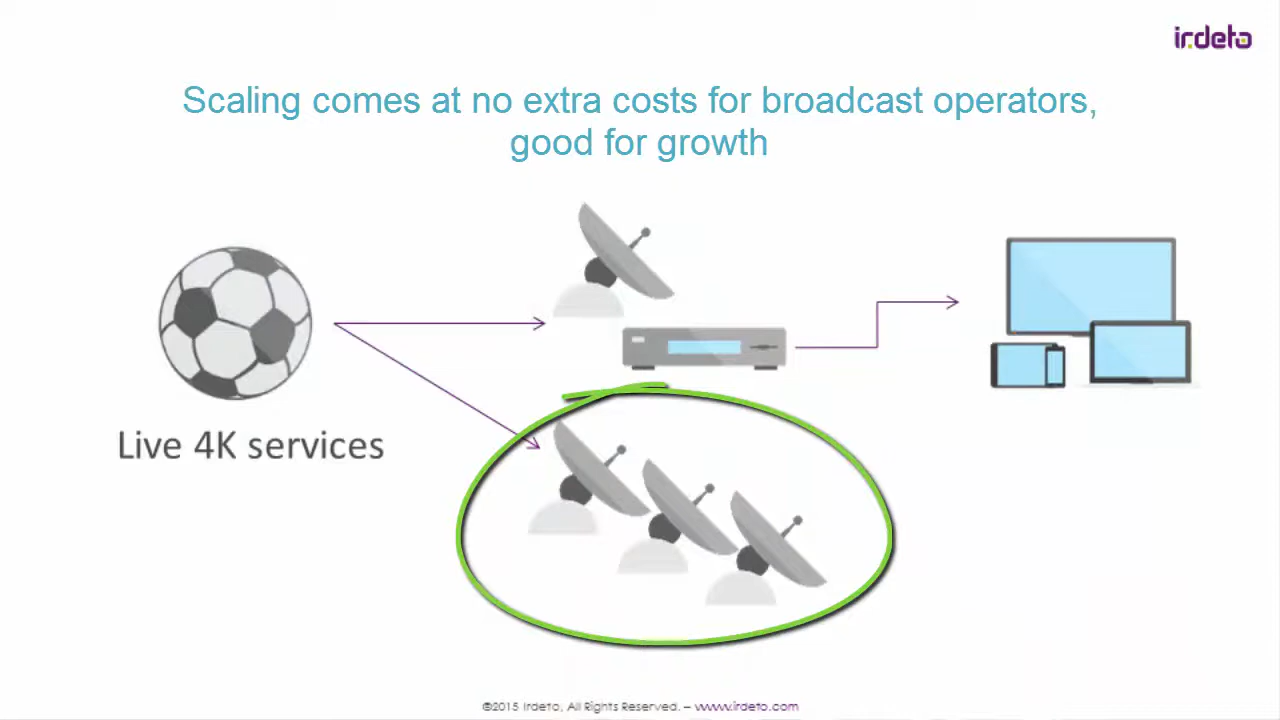 irdeto
Scaling comes at no extra costs for broadcast operators,
good for growth
Live 4K services
©2015 Irdeto, All Rights Reserved. – www.irdeto.com